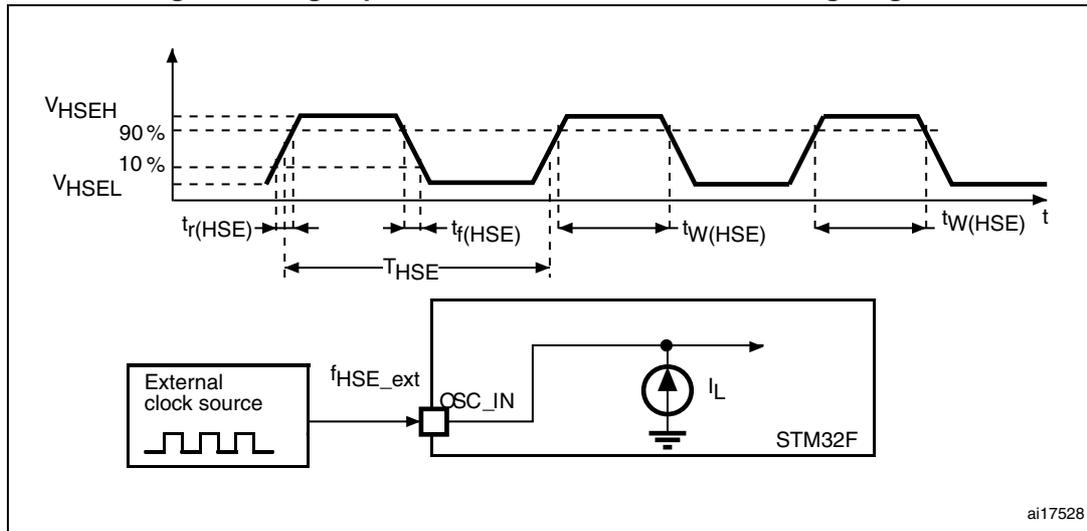 VHSEH
90 %
10 %
VHSEL
tr(HSE)
tf(HSE)
tW(HSE)
tW(HSE)
t
THSE
External
clock source
fHSE_ext
OSC_IN
IL
STM32F
ai17528